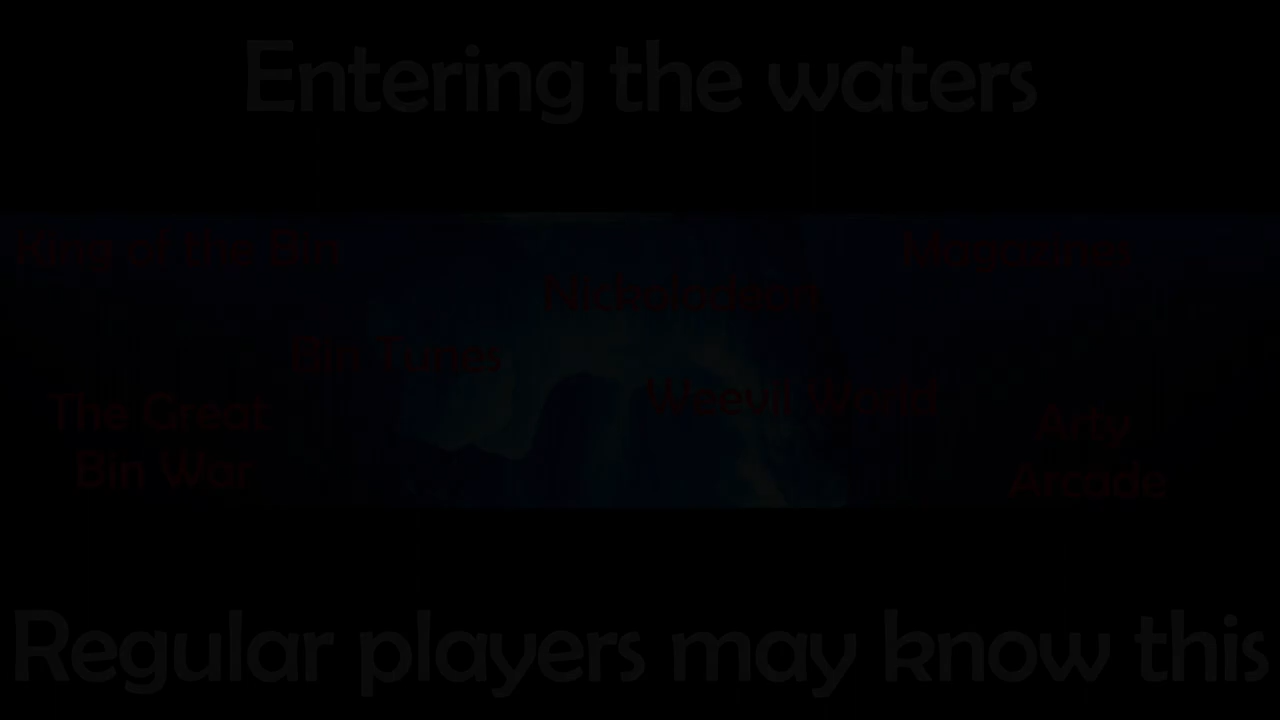 Entering the waters
King of the Bin
Magazines
Nickolodeon
Bin Tunes
Weevil World
The Great
Bin War
Arty
Arcade
Regular players may know this